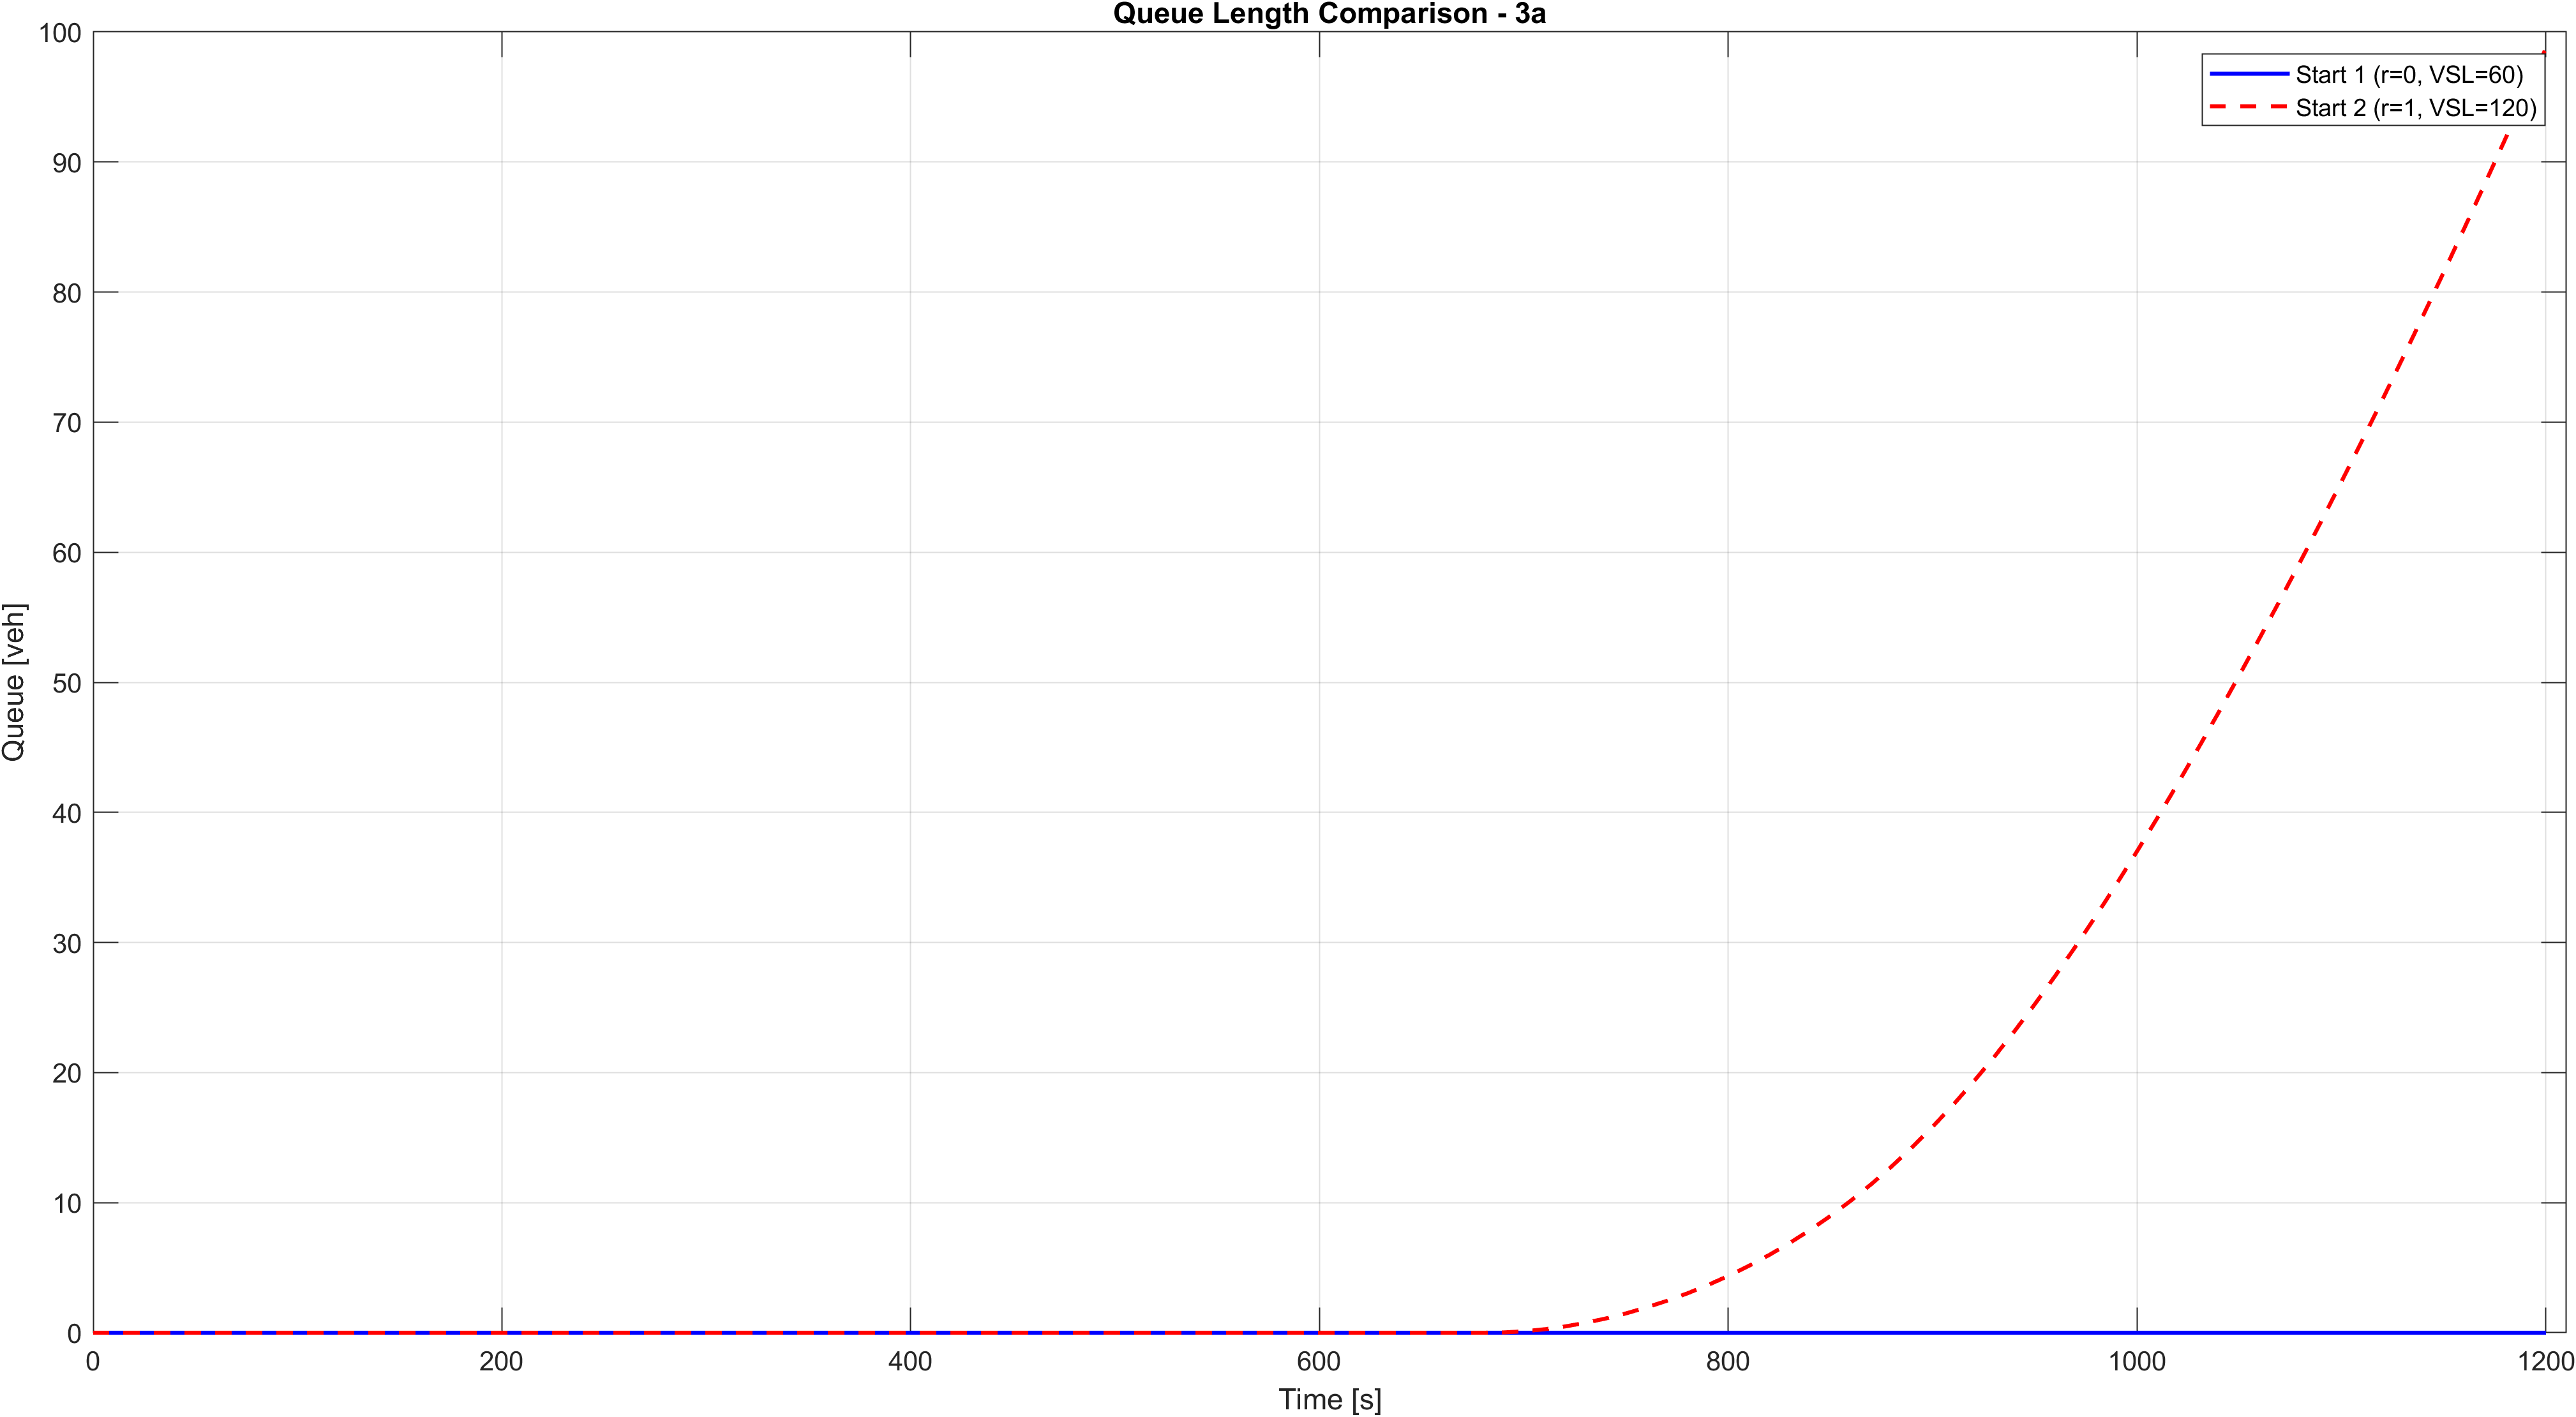 Queue Length Comparison - 3a
Start 1 (r=0, VSL=60)
Start 2 (r=1, VSL=120)
Queue [veh]
100
90
80
70
60
50
40
30
20
10
0
0 200 400 600 800 1000 1200
Time [s]